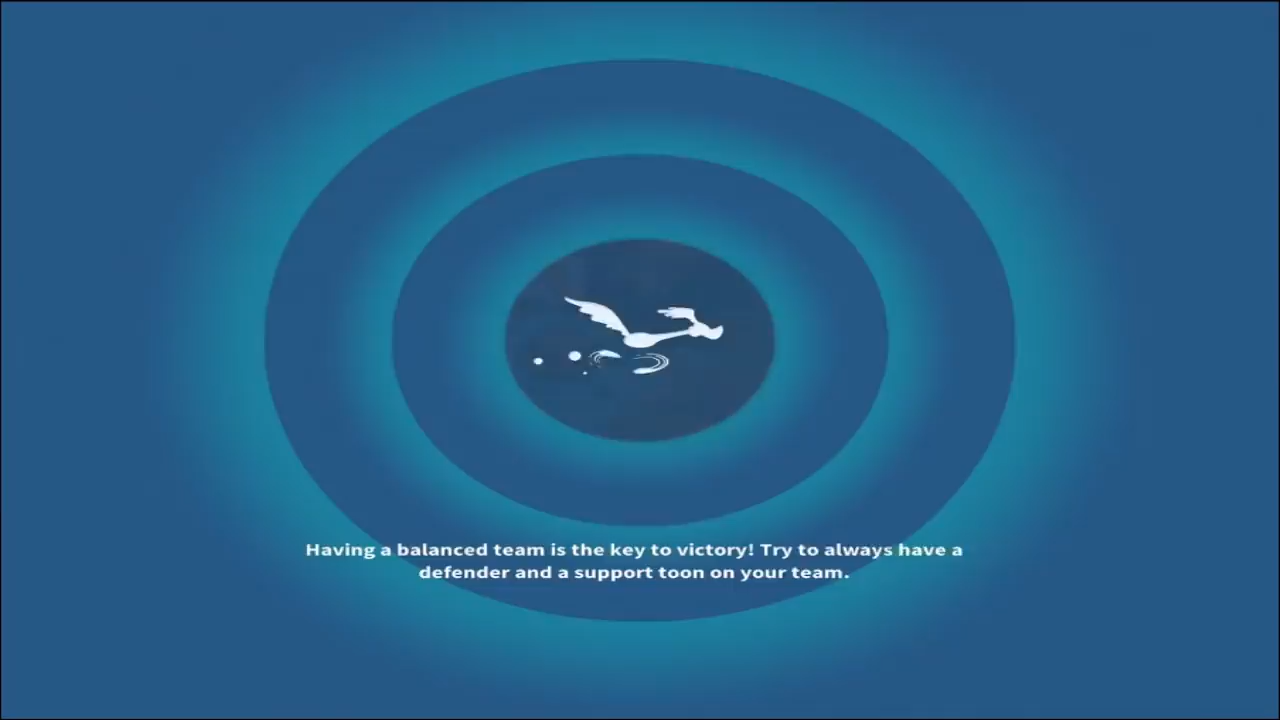 Having a balanced team is the key to victory! Try to always have a
defender and a support toon on your team.